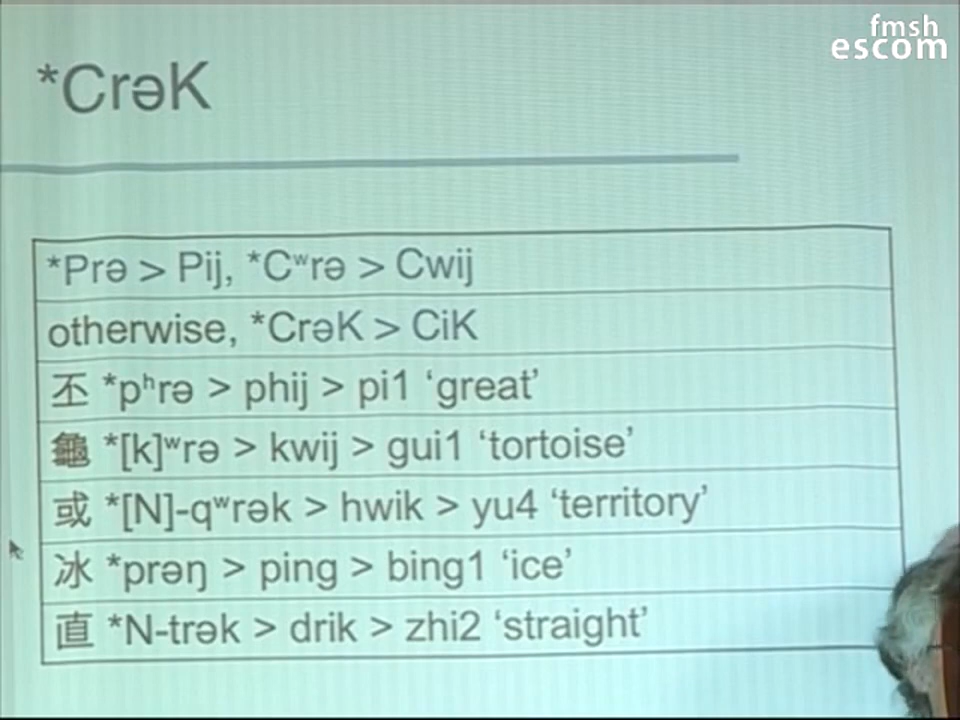 fmsh
escom
*CrəK
*Prə > Pij, *Cʷrə > Cwij
otherwise, *CrəK > CiK
丕 *pʰrə > phij > pi1 ‘great’
龜 *[k]ʷrə > kwij > gui1 ‘tortoise’
或 *[N]-qʷrək > hwik > yu4 ‘territory’
冰 *prəŋ > ping > bing1 ‘ice’
直 *N-trək > drik > zhi2 ‘straight’